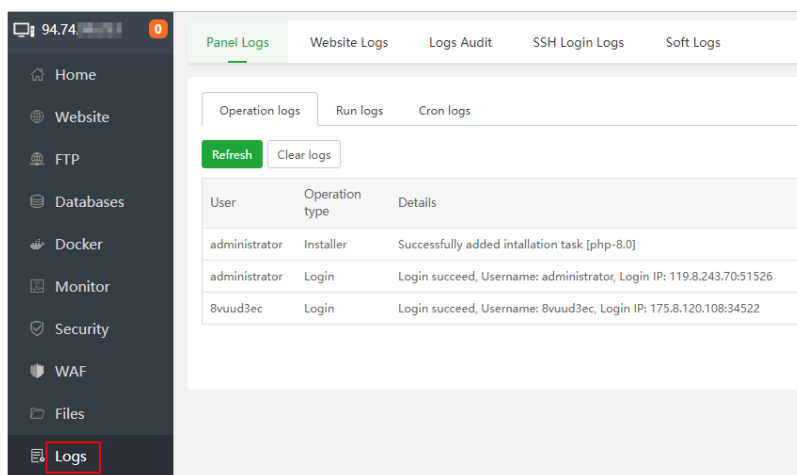 94.74. 0
Home
Website
FTP
Databases
Docker
Monitor
Security
WAF
Files
Logs
Panel Logs Website Logs Logs Audit SSH Login Logs Soft Logs
Operation logs Run logs Cron logs
Refresh Clear logs
User Operation type Details
administrator Installer Successfully added intallation task [php-8.0]
administrator Login Login succeed, Username: administrator, Login IP: 119.8.243.70:51526
8vuud3ec Login Login succeed, Username: 8vuud3ec, Login IP: 175.8.120.108:34522